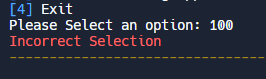 [4] Exit
Please Select an option: 100
Incorrect Selection
--------------------------------